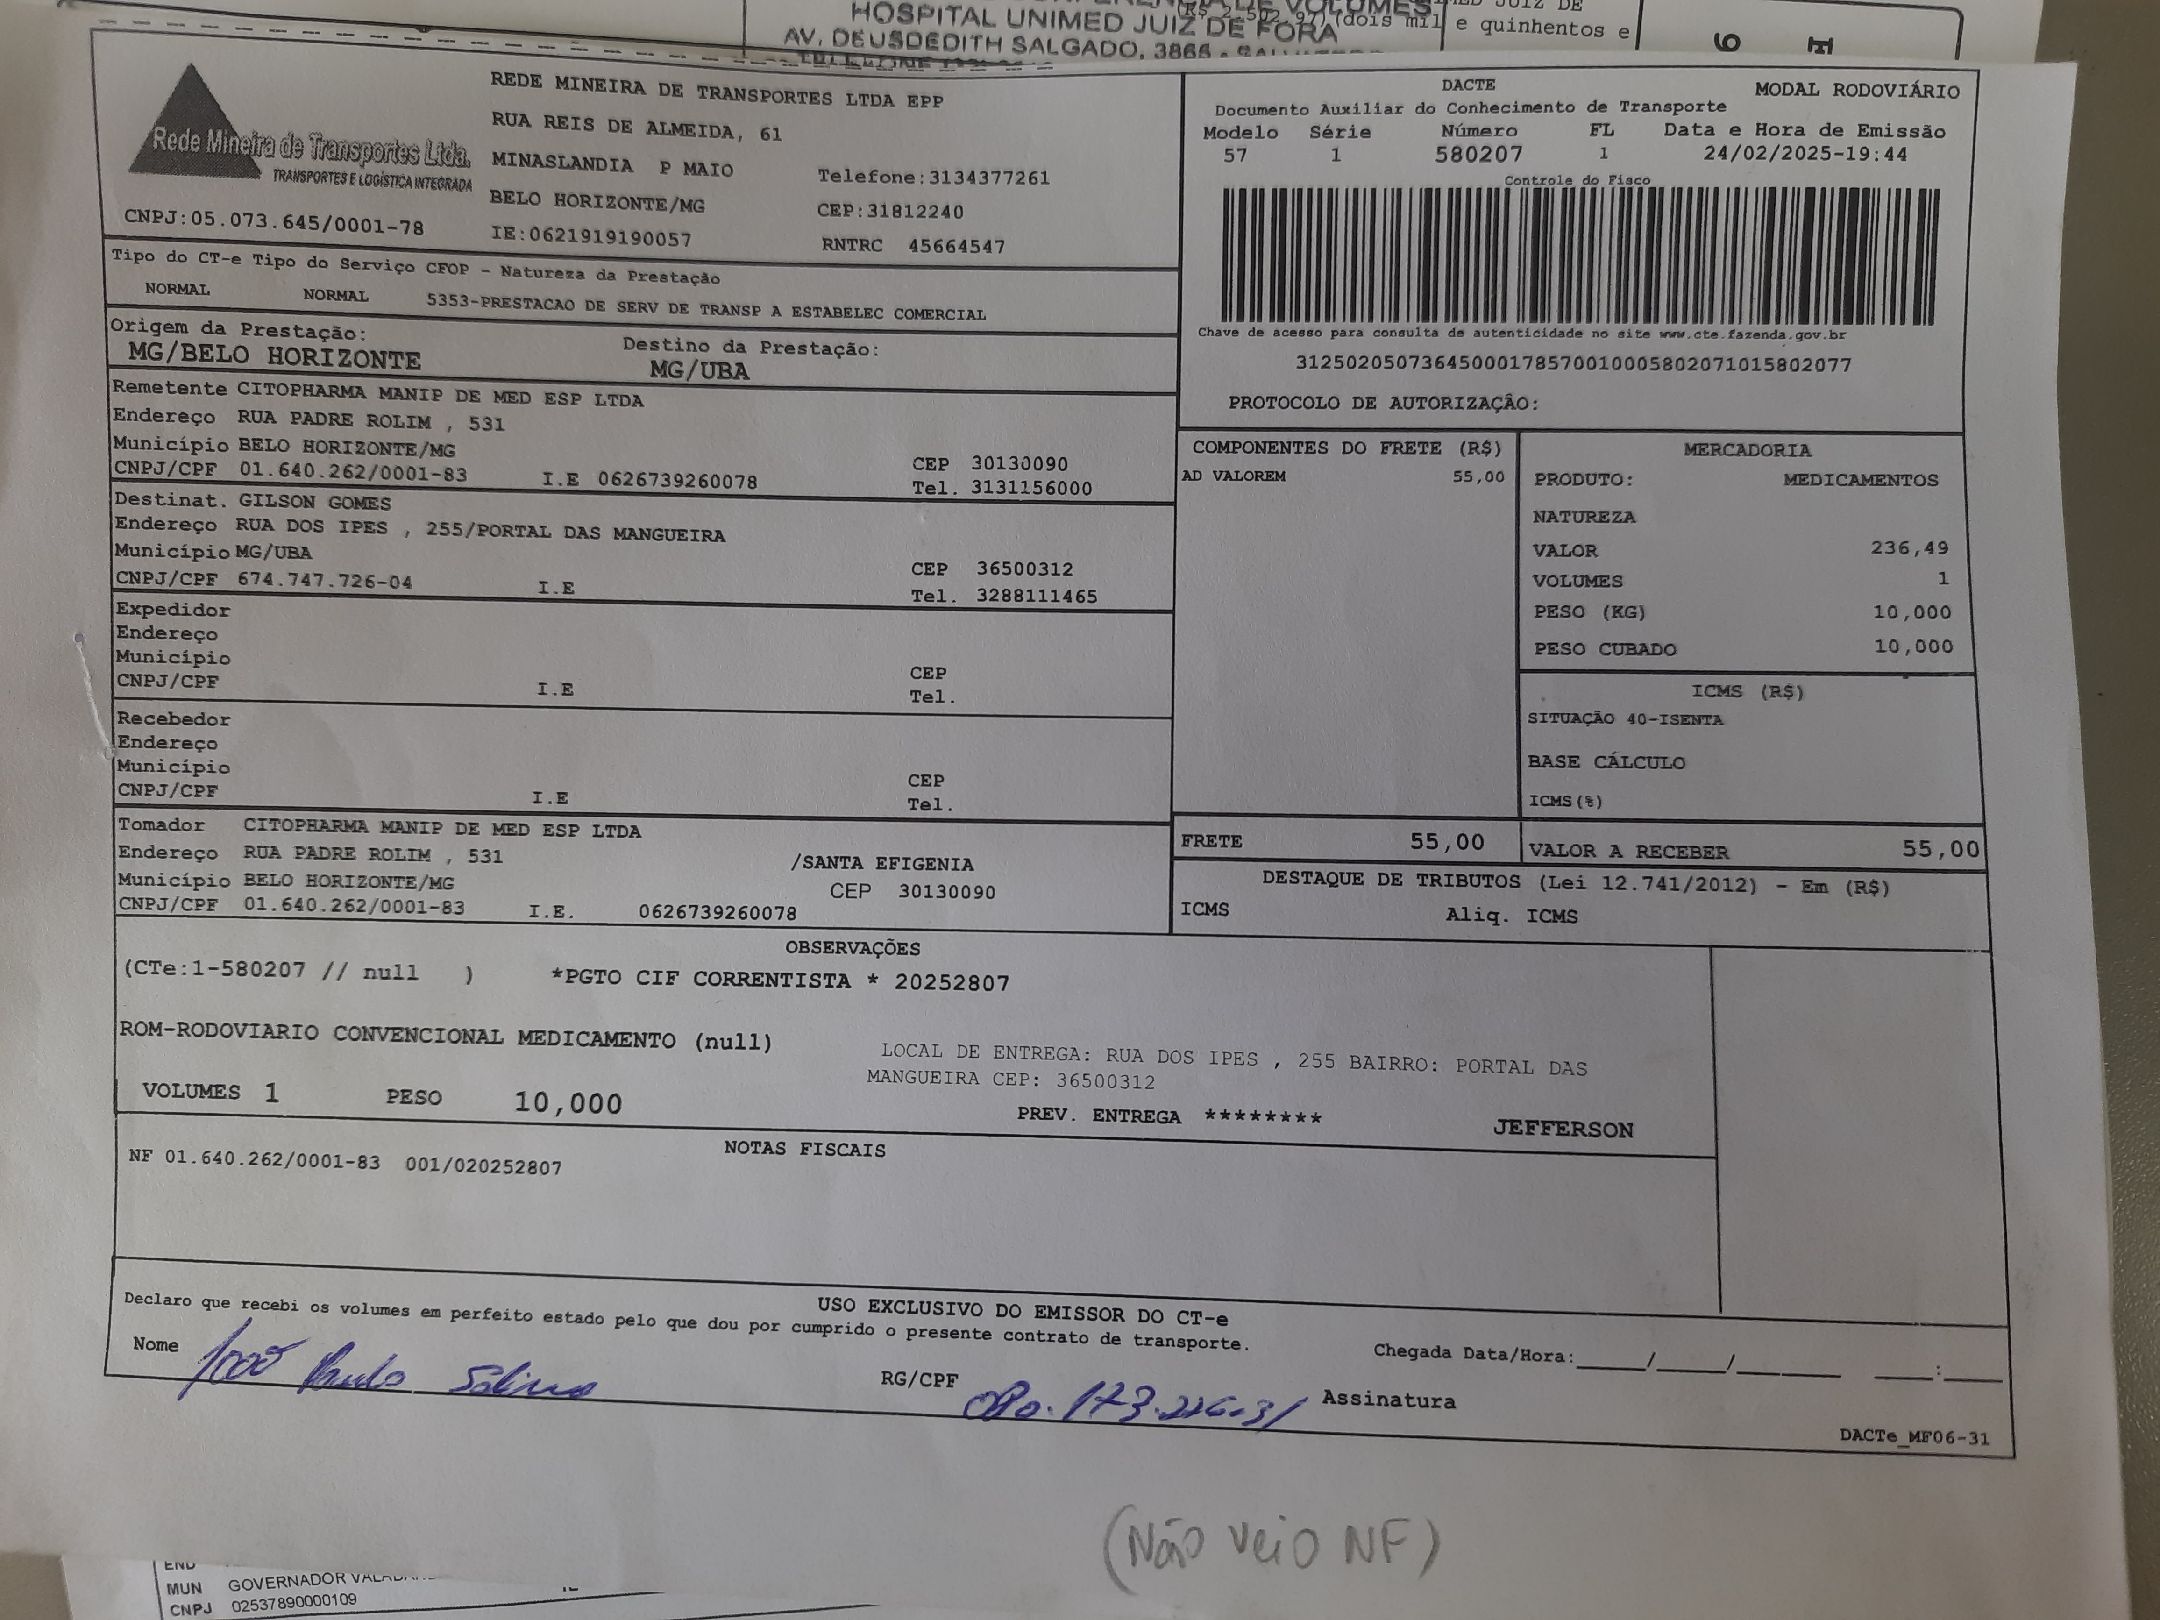 HOSPITAL UNIMED JUIZ DE FORA
(R$ 2.502,97) (dois mil e quinhentos e
AV. DEUSDEDITH SALGADO, 3866
Rede Mineira de Transportes Ltda.
TRANSPORTES E LOGÍSTICA INTEGRADA
CNPJ:05.073.645/0001-78
REDE MINEIRA DE TRANSPORTES LTDA EPP
RUA REIS DE ALMEIDA, 61
MINASLANDIA P MAIO Telefone:3134377261
BELO HORIZONTE/MG CEP:31812240
IE:0621919190057 RNTRC 45664547
DACTE MODAL RODOVIÁRIO
Documento Auxiliar do Conhecimento de Transporte
Modelo Série Número FL Data e Hora de Emissão
57 1 580207 1 24/02/2025-19:44
Controle do Fisco
Chave de acesso para consulta de autenticidade no site www.cte.fazenda.gov.br
31250205073645000178570010005802071015802077
PROTOCOLO DE AUTORIZAÇÃO:
Tipo do CT-e Tipo do Serviço CFOP - Natureza da Prestação
NORMAL NORMAL 5353-PRESTACAO DE SERV DE TRANSP A ESTABELEC COMERCIAL
Origem da Prestação: Destino da Prestação:
MG/BELO HORIZONTE MG/UBA
Remetente CITOPHARMA MANIP DE MED ESP LTDA
Endereço RUA PADRE ROLIM , 531
Município BELO HORIZONTE/MG CEP 30130090
CNPJ/CPF 01.640.262/0001-83 I.E 0626739260078 Tel. 3131156000
Destinat. GILSON GOMES
Endereço RUA DOS IPES , 255/PORTAL DAS MANGUEIRA
Município MG/UBA CEP 36500312
CNPJ/CPF 674.747.726-04 I.E Tel. 3288111465
Expedidor
Endereço
Município CEP
CNPJ/CPF I.E Tel.
Recebedor
Endereço
Município CEP
CNPJ/CPF I.E Tel.
Tomador CITOPHARMA MANIP DE MED ESP LTDA
Endereço RUA PADRE ROLIM , 531 /SANTA EFIGENIA
Município BELO HORIZONTE/MG CEP 30130090
CNPJ/CPF 01.640.262/0001-83 I.E. 0626739260078
COMPONENTES DO FRETE (R$)
AD VALOREM 55,00
MERCADORIA
PRODUTO: MEDICAMENTOS
NATUREZA
VALOR 236,49
VOLUMES 1
PESO (KG) 10,000
PESO CUBADO 10,000
ICMS (R$)
SITUAÇÃO 40-ISENTA
BASE CÁLCULO
ICMS(%)
FRETE 55,00 VALOR A RECEBER 55,00
DESTAQUE DE TRIBUTOS (Lei 12.741/2012) - Em (R$)
ICMS Aliq. ICMS
OBSERVAÇÕES
(CTe:1-580207 // null ) *PGTO CIF CORRENTISTA * 20252807
ROM-RODOVIARIO CONVENCIONAL MEDICAMENTO (null)
LOCAL DE ENTREGA: RUA DOS IPES , 255 BAIRRO: PORTAL DAS
MANGUEIRA CEP: 36500312
VOLUMES 1 PESO 10,000 PREV. ENTREGA ******** JEFFERSON
NOTAS FISCAIS
NF 01.640.262/0001-83 001/020252807
USO EXCLUSIVO DO EMISSOR DO CT-e
Declaro que recebi os volumes em perfeito estado pelo que dou por cumprido o presente contrato de transporte.
Nome João Paulo RG/CPF 173.226-31 Assinatura
Chegada Data/Hora:_____/_____/_______ ____:____
DACTe_MF06-31
(Não veio NF)
END
MUN GOVERNADOR
CNPJ 02537890000109